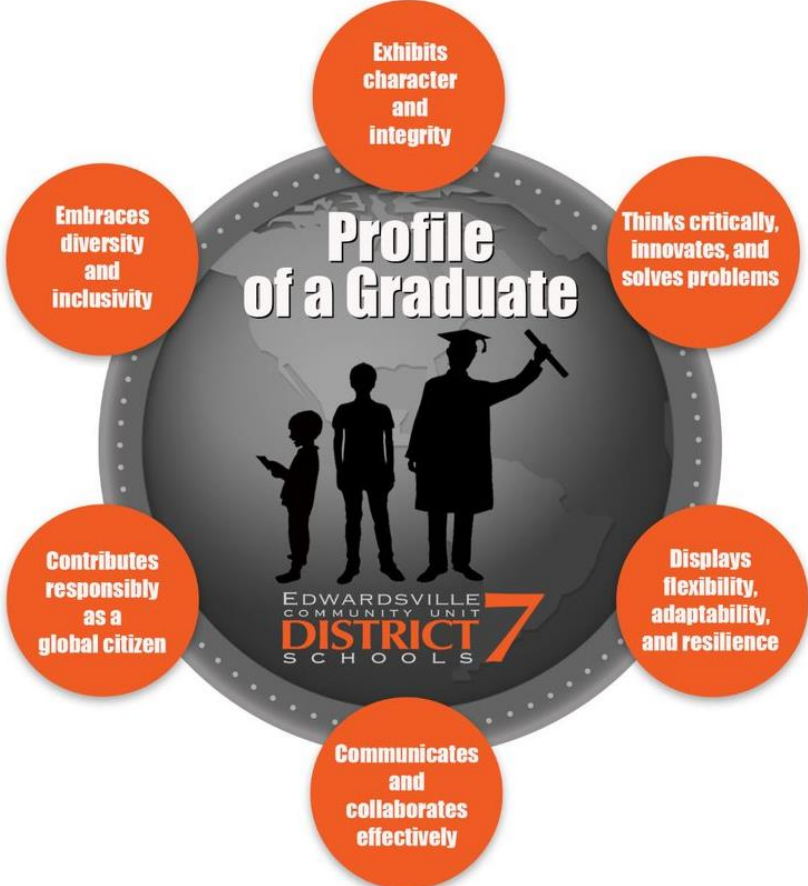 Exhibits
character
and
integrity
Embraces
diversity
and
inclusivity
Thinks critically,
innovates, and
solves problems
Profile
of a Graduate
Contributes
responsibly
as a
global citizen
Displays
flexibility,
adaptability,
and resilience
EDWARDSVILLE
COMMUNITY UNIT
DISTRICT 7
SCHOOLS
Communicates
and
collaborates
effectively